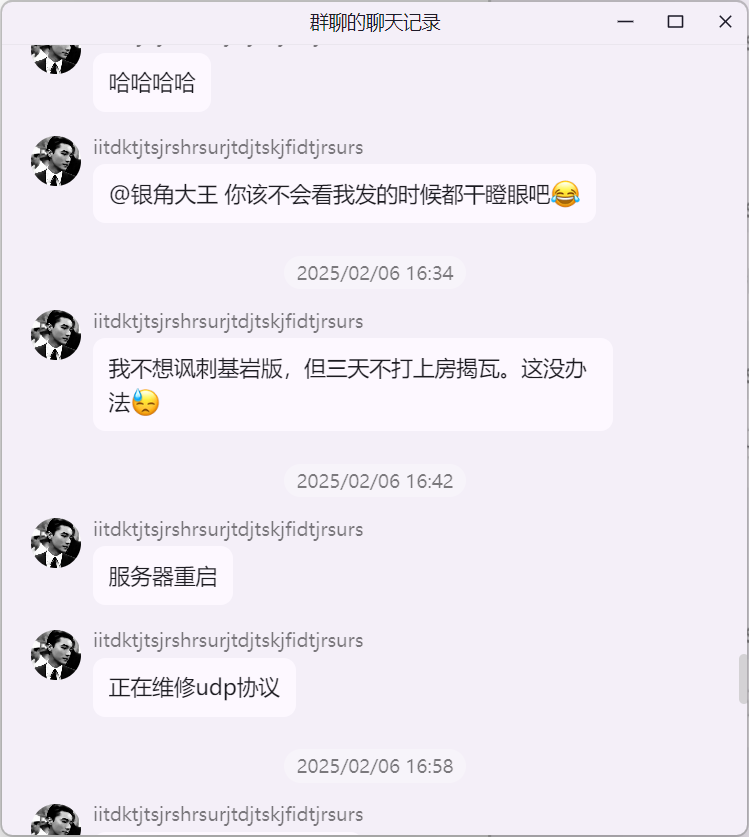 群聊的聊天记录
哈哈哈哈
iitdktjtsjrshrsurjtdjtskjfidtjrsurs
@银角大王 你该不会看我发的时候都干瞪眼吧😂
2025/02/06 16:34
iitdktjtsjrshrsurjtdjtskjfidtjrsurs
我不想讽刺基岩版，但三天不打上房揭瓦。这没办
法😓
2025/02/06 16:42
iitdktjtsjrshrsurjtdjtskjfidtjrsurs
服务器重启
iitdktjtsjrshrsurjtdjtskjfidtjrsurs
正在维修udp协议
2025/02/06 16:58
iitdktjtsjrshrsurjtdjtskjfidtjrsurs